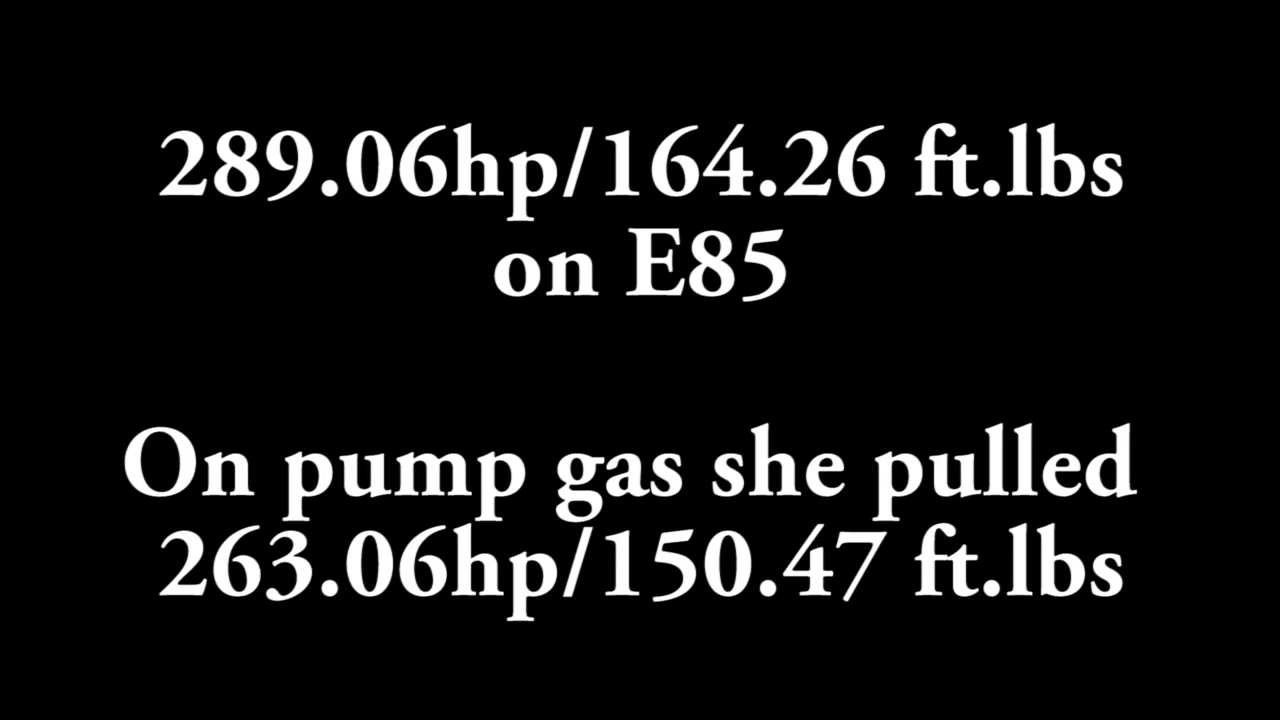 289.06hp/164.26 ft.lbs
on E85
On pump gas she pulled
263.06hp/150.47 ft.lbs